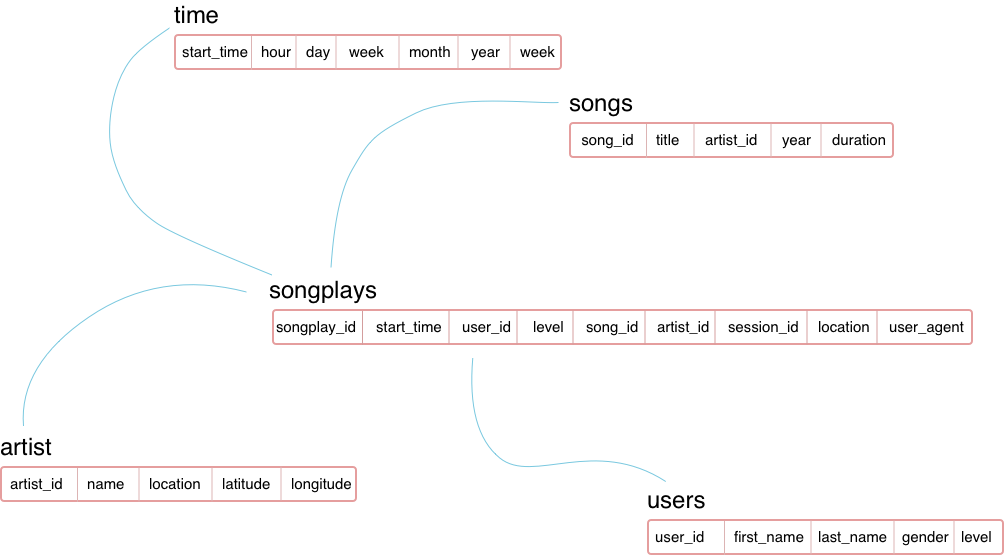 time
start_time hour day week month year week
songs
song_id title artist_id year duration
songplays
songplay_id start_time user_id level song_id artist_id session_id location user_agent
artist
artist_id name location latitude longitude
users
user_id first_name last_name gender level